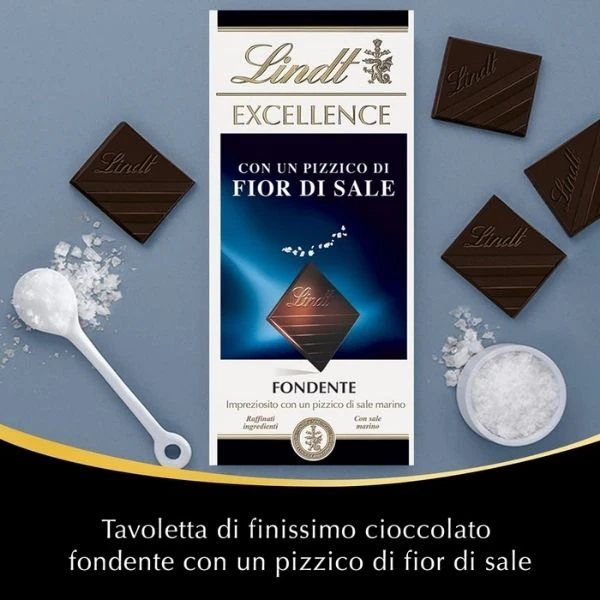 Lindt
EXCELLENCE
CON UN PIZZICO DI
FIOR DI SALE
Lindt
FONDENTE
Impreziosito con un pizzico di sale marino
Raffinati
ingredienti
Con sale
marino
Lindt
Lindt
Lindt
Lindt
Tavoletta di finissimo cioccolato
fondente con un pizzico di fior di sale